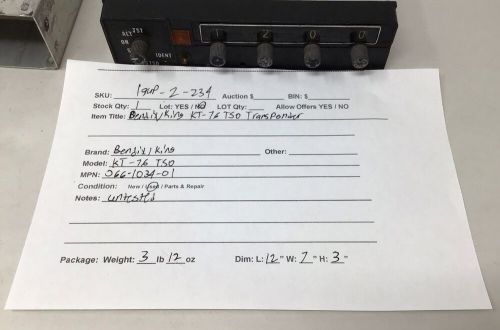 TST
ALT
ON IDENT
1 2 0 0
TSO
SKU: 1gup-2-234 Auction $ BIN: $
Stock Qty: 1 Lot: YES / NO LOT Qty: Allow Offers YES / NO
Item Title: Bendix/King KT-76 TSO Transponder
Brand: Bendix/King Other:
Model: KT-76 TSO
MPN: 066-1034-01
Condition: New / Used / Parts & Repair
Notes: untested
Package: Weight: 3 lb 12 oz Dim: L: 12" W: 7" H: 3"